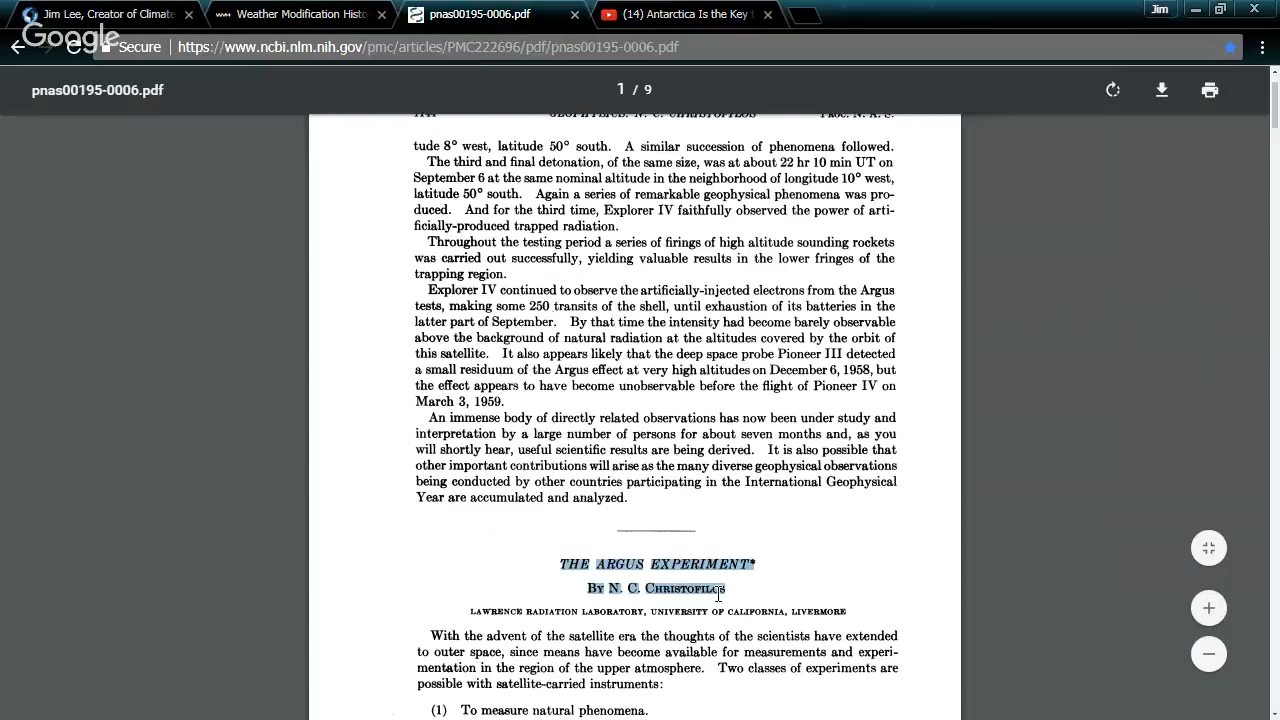 Jim Lee, Creator of Climate
Weather Modification Histo
pnas00195-0006.pdf
(14) Antarctica Is the Key t
Jim
Google
Secure
https://www.ncbi.nlm.nih.gov/pmc/articles/PMC222696/pdf/pnas00195-0006.pdf
pnas00195-0006.pdf
1 / 9
1144 GEOPHYSICS: N. C. CHRISTOFILOS PROC. N. A. S.
tude 8° west, latitude 50° south. A similar succession of phenomena followed.
The third and final detonation, of the same size, was at about 22 hr 10 min UT on
September 6 at the same nominal altitude in the neighborhood of longitude 10° west,
latitude 50° south. Again a series of remarkable geophysical phenomena was pro-
duced. And for the third time, Explorer IV faithfully observed the power of arti-
ficially-produced trapped radiation.
Throughout the testing period a series of firings of high altitude sounding rockets
was carried out successfully, yielding valuable results in the lower fringes of the
trapping region.
Explorer IV continued to observe the artificially-injected electrons from the Argus
tests, making some 250 transits of the shell, until exhaustion of its batteries in the
latter part of September. By that time the intensity had become barely observable
above the background of natural radiation at the altitudes covered by the orbit of
this satellite. It also appears likely that the deep space probe Pioneer III detected
a small residuum of the Argus effect at very high altitudes on December 6, 1958, but
the effect appears to have become unobservable before the flight of Pioneer IV on
March 3, 1959.
An immense body of directly related observations has now been under study and
interpretation by a large number of persons for about seven months and, as you
will shortly hear, useful scientific results are being derived. It is also possible that
other important contributions will arise as the many diverse geophysical observations
being conducted by other countries participating in the International Geophysical
Year are accumulated and analyzed.
THE ARGUS EXPERIMENT*
BY N. C. CHRISTOFILOS
LAWRENCE RADIATION LABORATORY, UNIVERSITY OF CALIFORNIA, LIVERMORE
With the advent of the satellite era the thoughts of the scientists have extended
to outer space, since means have become available for measurements and experi-
mentation in the region of the upper atmosphere. Two classes of experiments are
possible with satellite-carried instruments:
(1) To measure natural phenomena.